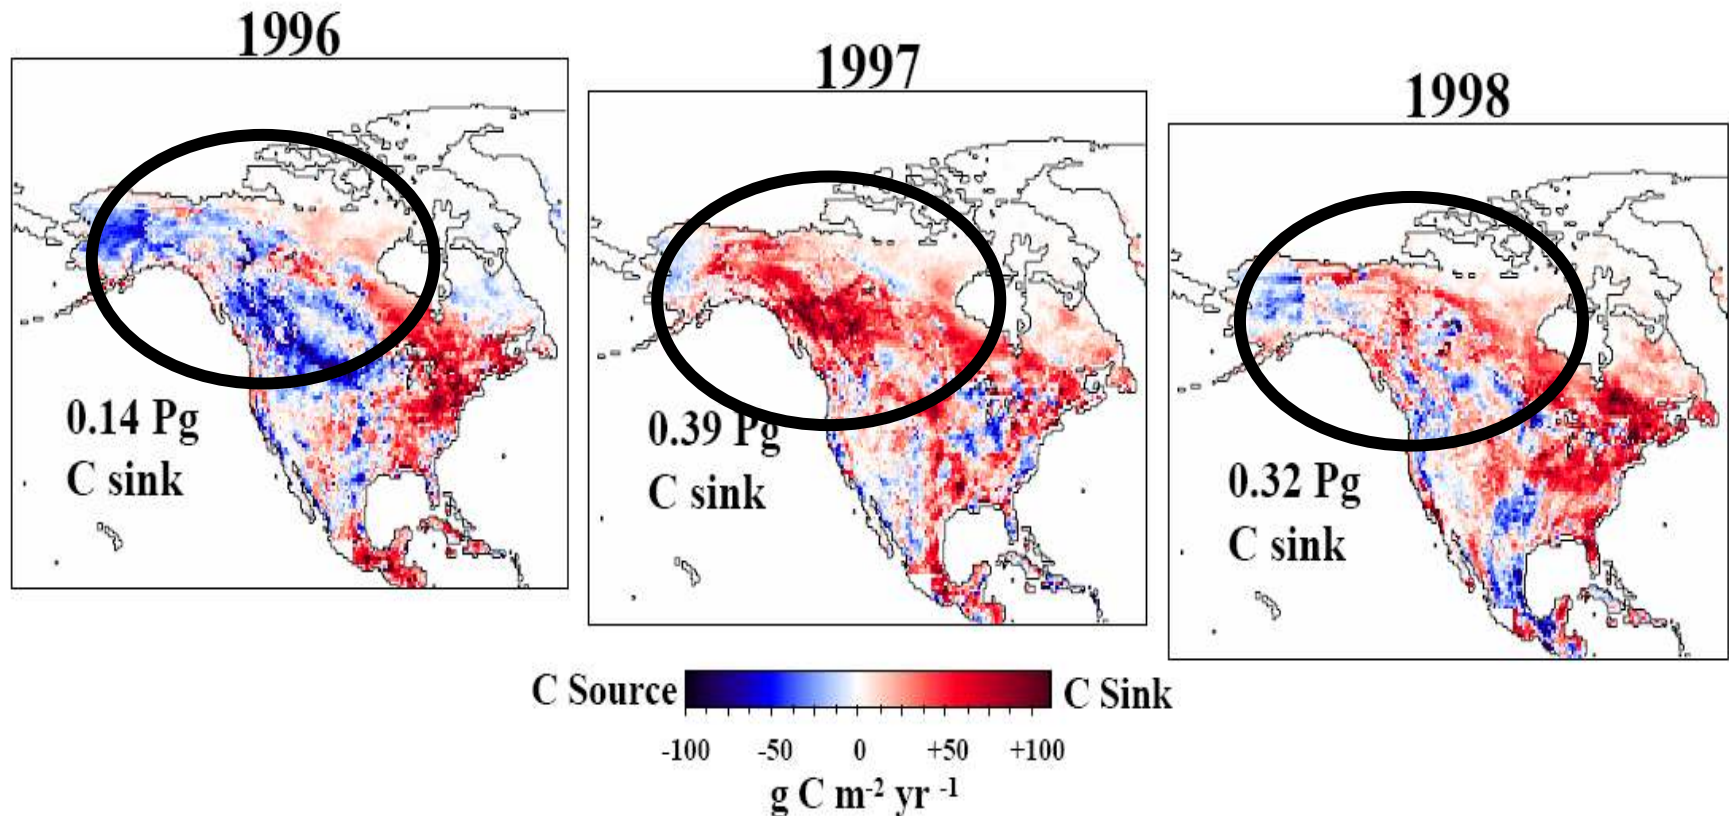 1996
0.14 Pg
C sink
1997
0.39 Pg
C sink
1998
0.32 Pg
C sink
C Source
C Sink
-100 -50 0 +50 +100
g C m⁻² yr ⁻¹